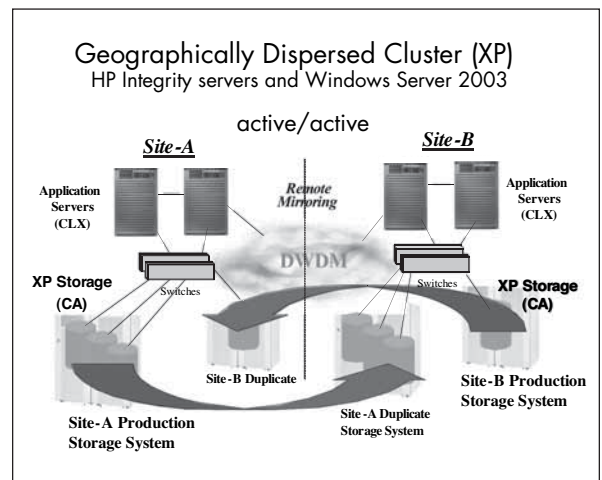 Geographically Dispersed Cluster (XP)
HP Integrity servers and Windows Server 2003
active/active
Site-A
Site-B
Application
Servers
(CLX)
Remote
Mirroring
Application
Servers
(CLX)
DWDM
XP Storage
(CA)
Switches
Switches
XP Storage
(CA)
Site-B Duplicate
Site-A Production
Storage System
Site-A Duplicate
Storage System
Site-B Production
Storage System